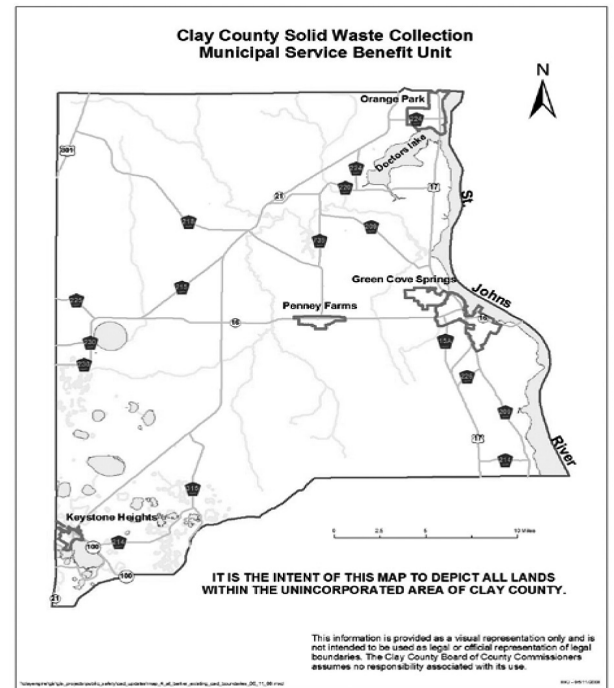 Clay County Solid Waste Collection
Municipal Service Benefit Unit
N
Orange Park
Doctors lake
17
21
St.
Green Cove Springs
Johns
Penney Farms
16
16
17
River
Keystone Heights
100
100
21
0 2.5 5 10 Miles
IT IS THE INTENT OF THIS MAP TO DEPICT ALL LANDS
WITHIN THE UNINCORPORATED AREA OF CLAY COUNTY.
This information is provided as a visual representation only and is
not intended to be used as legal or official representation of legal
boundaries. The Clay County Board of County Commissioners
assumes no responsibility associated with its use.